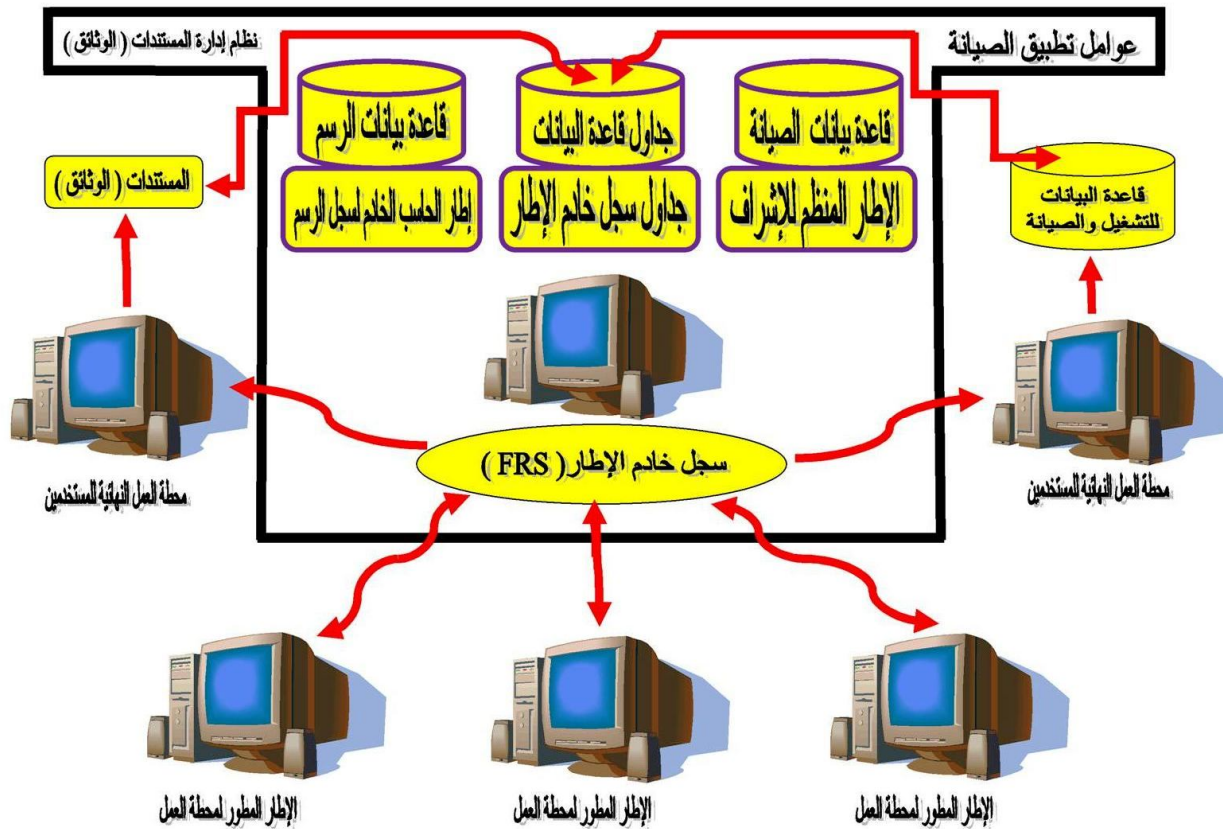 عوامل تطبيق الصيانة
نظام إدارة المستندات ( الوثائق )
قاعدة بيانات الصيانة
جداول قاعدة البيانات
قاعدة بيانات الرسم
الإطار المنظم للإشراف
جداول سجل خادم الإطار
إطار الحاسب الخادم لسجل الرسم
قاعدة البيانات
للتشغيل والصيانة
المستندات ( الوثائق )
سجل خادم الإطار( FRS )
محطة العمل النهائية للمستخدمين
محطة العمل النهائية للمستخدمين
الإطار المطور لمحطة العمل
الإطار المطور لمحطة العمل
الإطار المطور لمحطة العمل